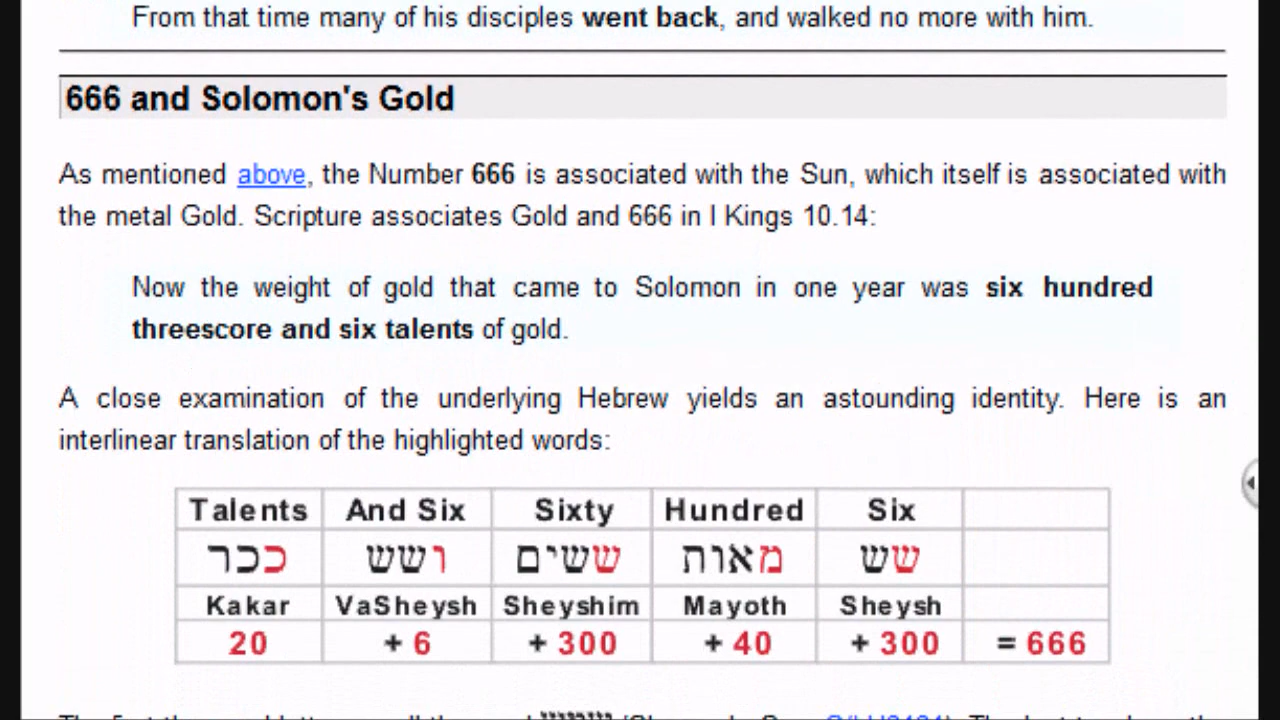 From that time many of his disciples went back, and walked no more with him.
666 and Solomon's Gold
As mentioned above, the Number 666 is associated with the Sun, which itself is associated with
the metal Gold. Scripture associates Gold and 666 in I Kings 10.14:
Now the weight of gold that came to Solomon in one year was six hundred
threescore and six talents of gold.
A close examination of the underlying Hebrew yields an astounding identity. Here is an
interlinear translation of the highlighted words:
Talents And Six Sixty Hundred Six
ככר ושש ששים מאות שש
Kakar VaSheysh Sheyshim Mayoth Sheysh
20 + 6 + 300 + 40 + 300 = 666